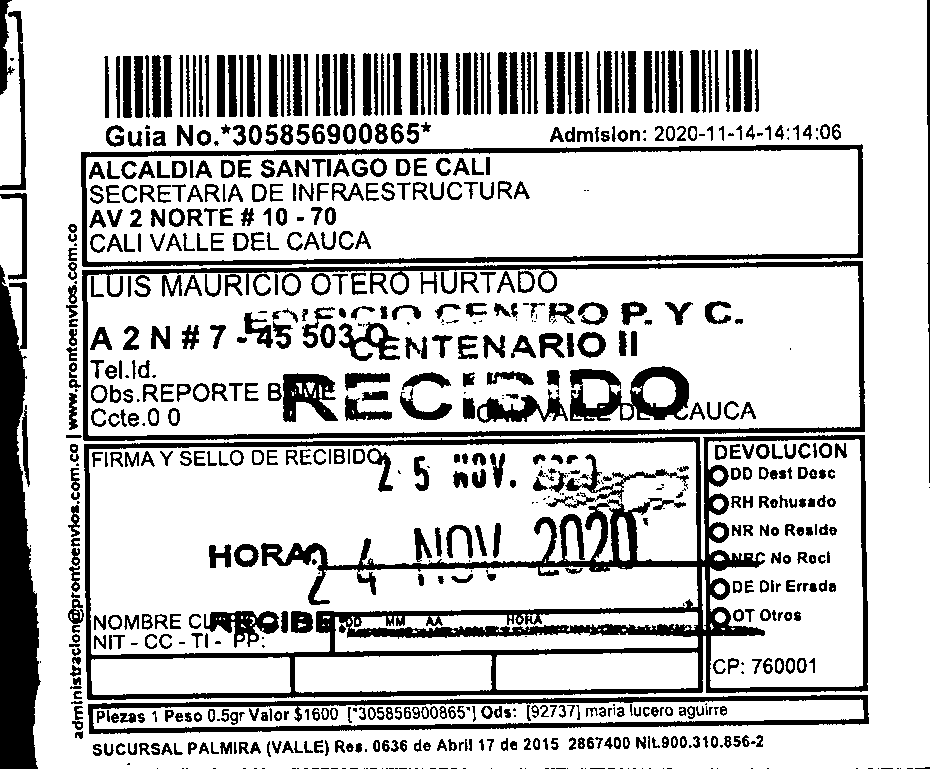 Guia No.*305856900865*
Admision: 2020-11-14-14:14:06
ALCALDIA DE SANTIAGO DE CALI
SECRETARIA DE INFRAESTRUCTURA
AV 2 NORTE # 10 - 70
CALI VALLE DEL CAUCA
LUIS MAURICIO OTERO HURTADO
EDIFICIO CENTRO P. Y C.
A 2 N # 7 - 45 503 O
CENTENARIO II
Tel.Id.
Obs.REPORTE
RECIBIDO
Ccte.0 0
CALI VALLE DEL CAUCA
FIRMA Y SELLO DE RECIBIDO
25 NOV. 2020
HORA:
24 NOV 2020
NOMBRE
RECIBE:
DD MM AA HORA
NIT - CC - TI - PP:
DEVOLUCION
DD Dest Desc
RH Rehusado
NR No Reside
NRC No Recl
DE Dir Errada
OT Otros
CP: 760001
Piezas 1 Peso 0.5gr Valor $1600 [*305856900865*] Ods: [92737] maria lucero aguirre
SUCURSAL PALMIRA (VALLE) Res. 0636 de Abril 17 de 2015 2867400 Nit.900.310.856-2
administracion@prontoenvios.com.co | www.prontoenvios.com.co